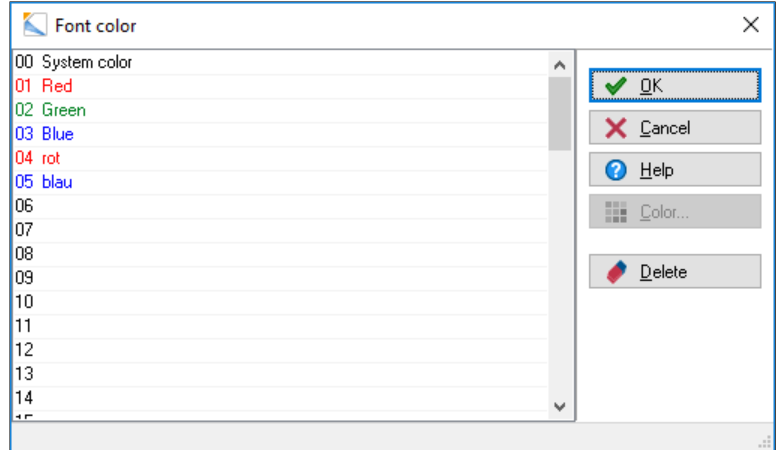 Font color
00 System color
01 Red
02 Green
03 Blue
04 rot
05 blau
06
07
08
09
10
11
12
13
14
OK
Cancel
Help
Color...
Delete